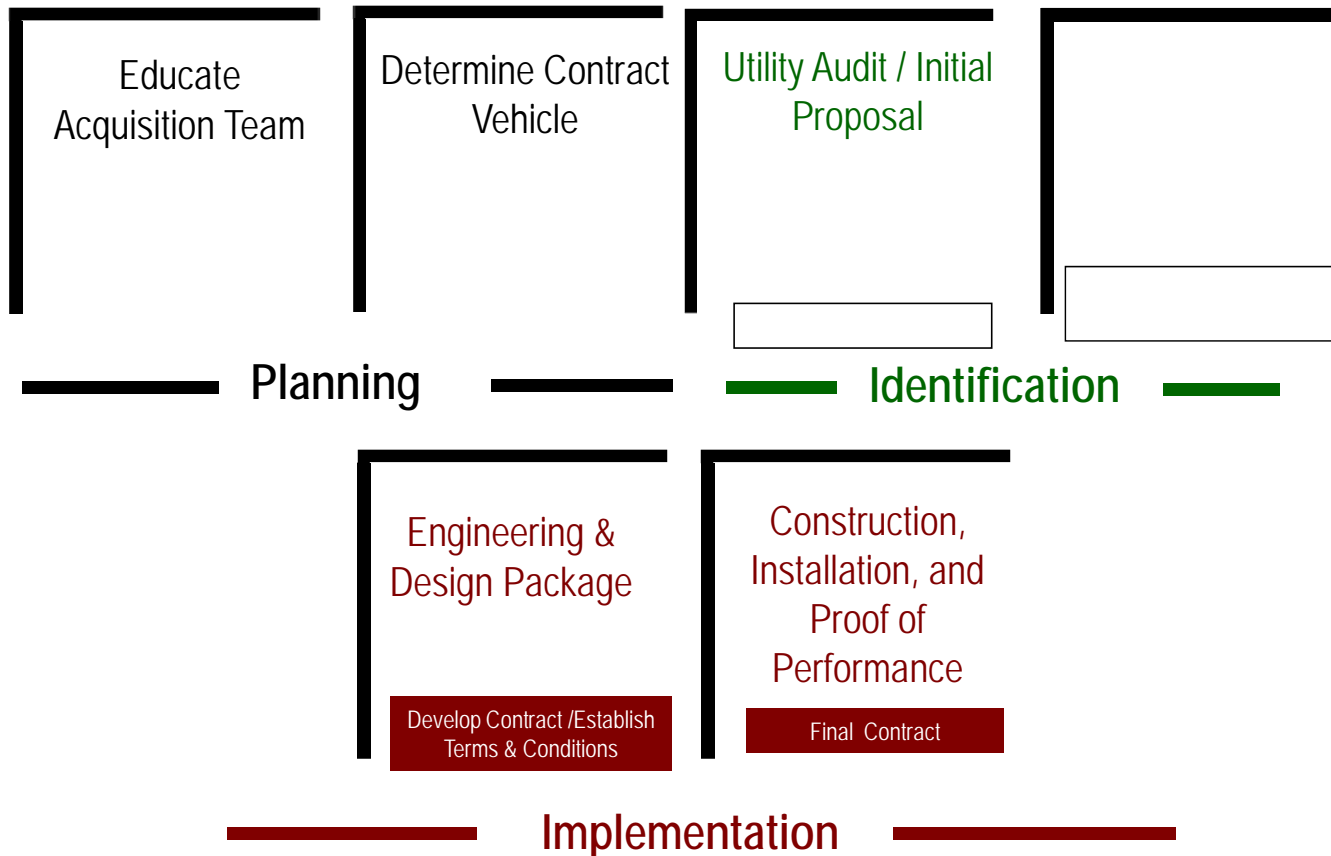 Educate
Acquisition Team
Determine Contract
Vehicle
Utility Audit / Initial
Proposal
Planning
Identification
Engineering &
Design Package
Develop Contract /Establish
Terms & Conditions
Construction,
Installation, and
Proof of
Performance
Final Contract
Implementation